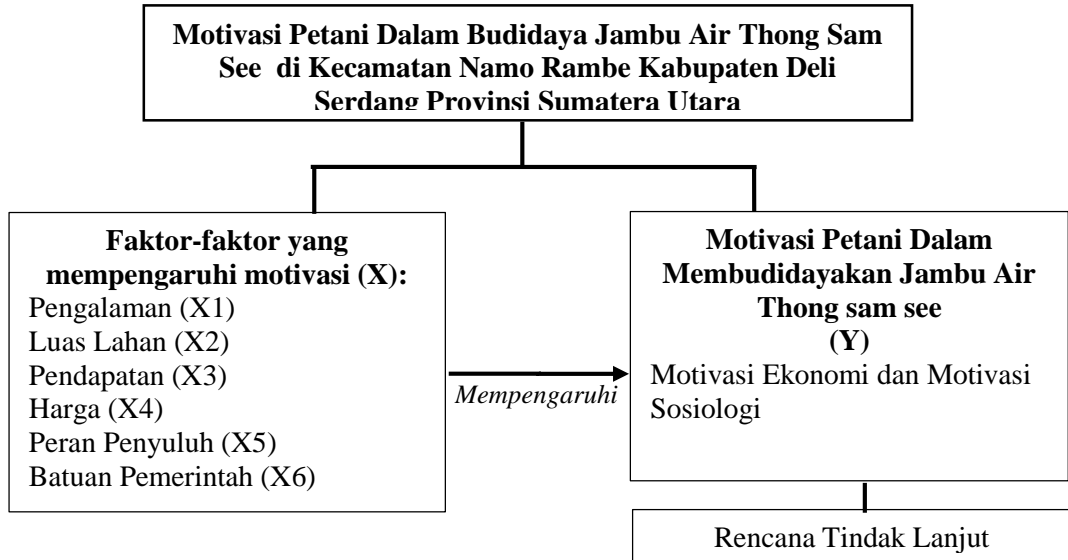 Motivasi Petani Dalam Budidaya Jambu Air Thong Sam
See di Kecamatan Namo Rambe Kabupaten Deli
Serdang Provinsi Sumatera Utara
Faktor-faktor yang
mempengaruhi motivasi (X):
Pengalaman (X1)
Luas Lahan (X2)
Pendapatan (X3)
Harga (X4)
Peran Penyuluh (X5)
Batuan Pemerintah (X6)
Mempengaruhi
Motivasi Petani Dalam
Membudidayakan Jambu Air
Thong sam see
(Y)
Motivasi Ekonomi dan Motivasi
Sosiologi
Rencana Tindak Lanjut